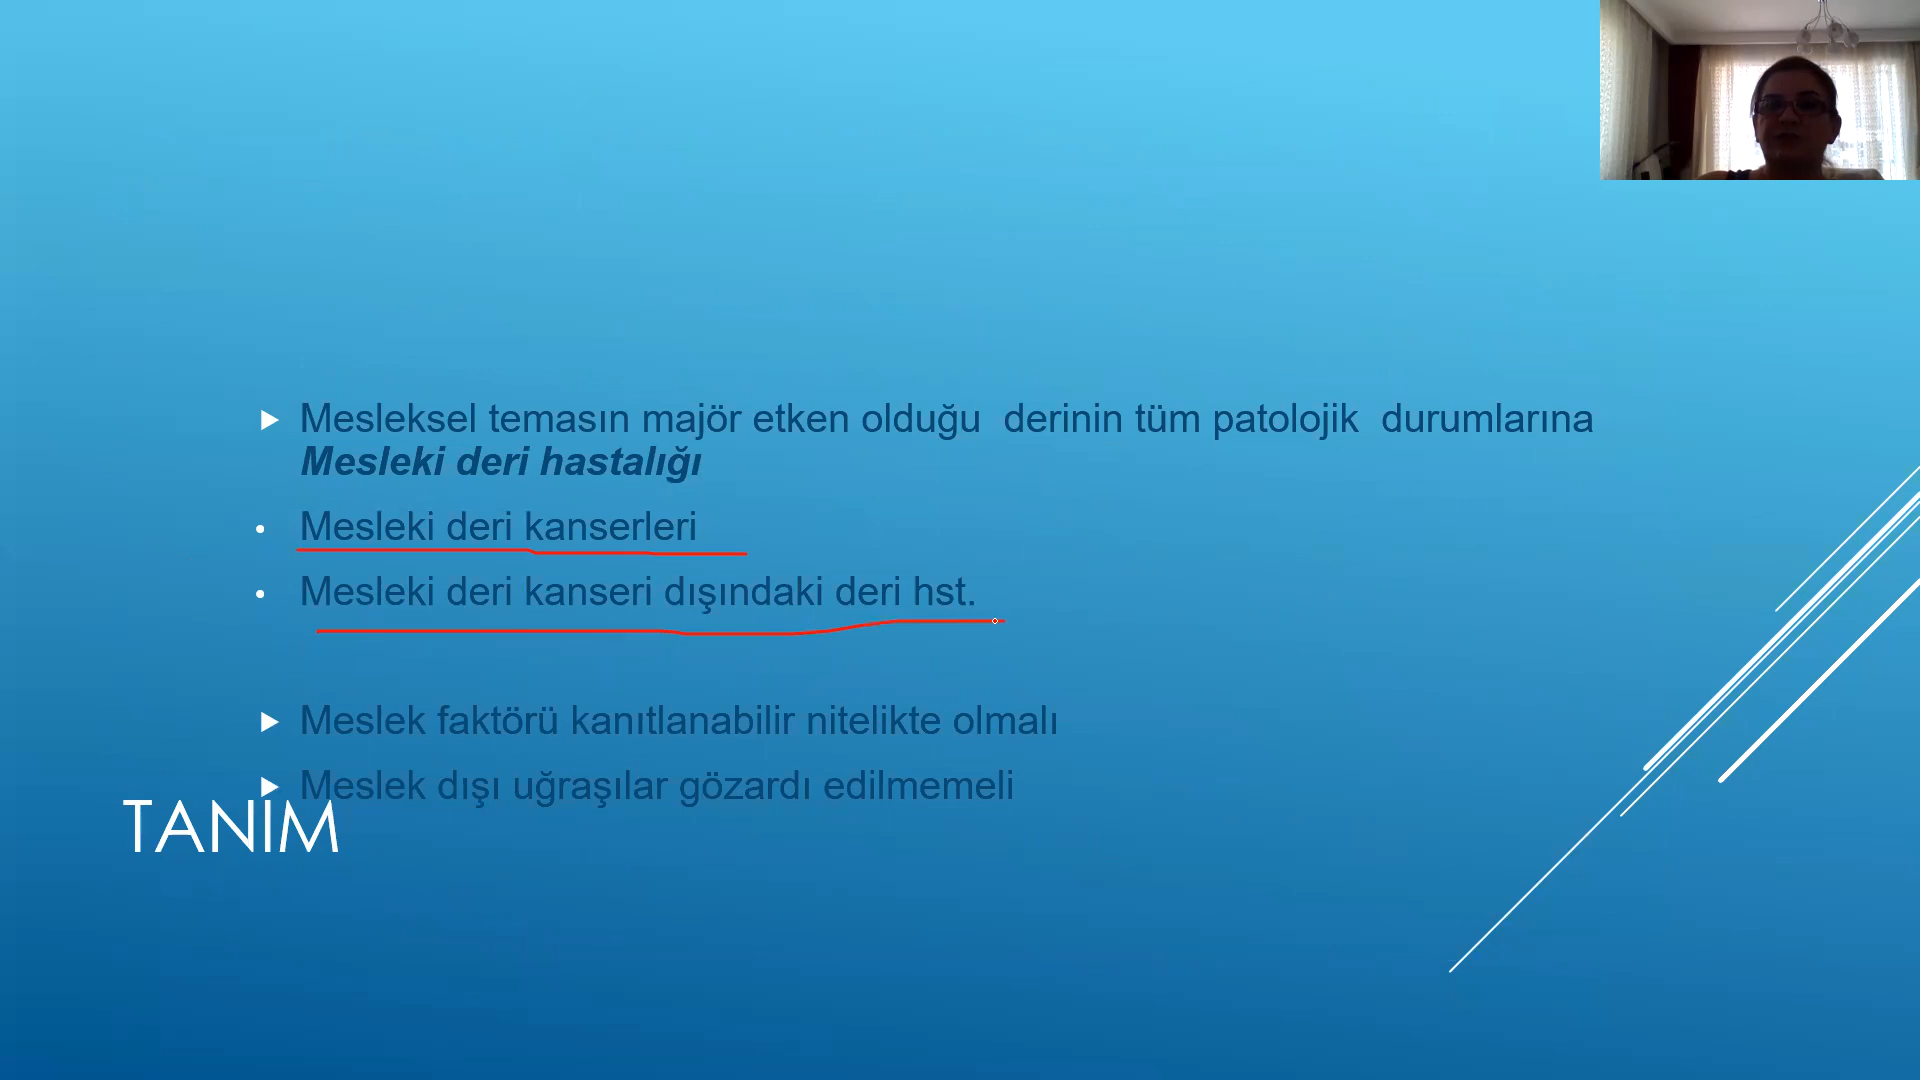 Mesleksel temasın majör etken olduğu derinin tüm patolojik durumlarına
Mesleki deri hastalığı
Mesleki deri kanserleri
Mesleki deri kanseri dışındaki deri hst.
Meslek faktörü kanıtlanabilir nitelikte olmalı
Meslek dışı uğraşılar gözardı edilmemeli
TANIM